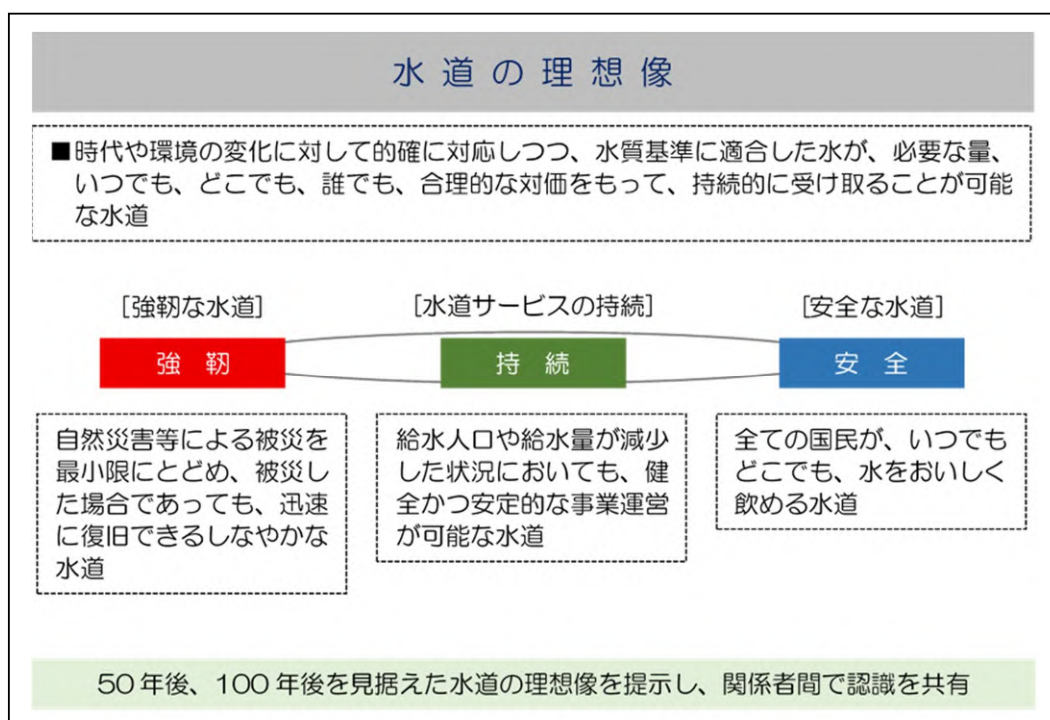 水道の理想像
■時代や環境の変化に対して的確に対応しつつ、水質基準に適合した水が、必要な量、
いつでも、どこでも、誰でも、合理的な対価をもって、持続的に受け取ることが可能
な水道
[強靭な水道]
強靭
自然災害等による被災を
最小限にとどめ、被災し
た場合であっても、迅速
に復旧できるしなやかな
水道
[水道サービスの持続]
持続
給水人口や給水量が減少
した状況においても、健
全かつ安定的な事業運営
が可能な水道
[安全な水道]
安全
全ての国民が、いつでも
どこでも、水をおいしく
飲める水道
50年後、100年後を見据えた水道の理想像を提示し、関係者間で認識を共有